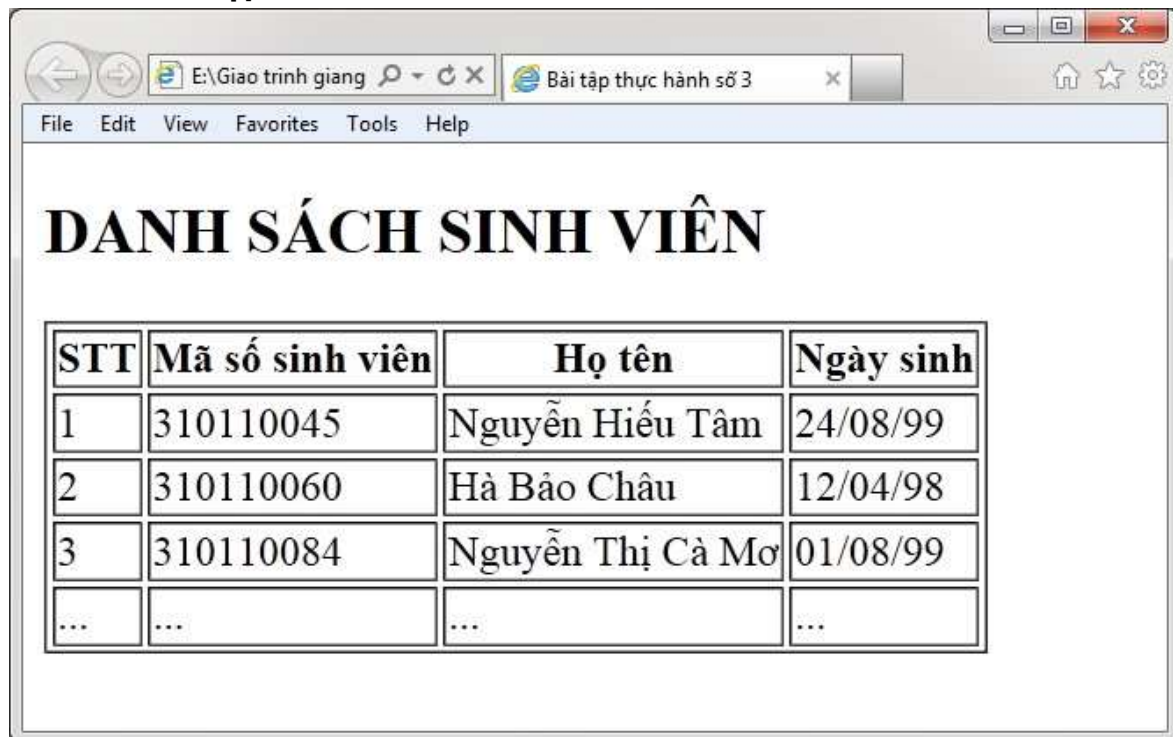 E:\Giao trinh giang
Bài tập thực hành số 3
File Edit View Favorites Tools Help
DANH SÁCH SINH VIÊN
STT Mã số sinh viên Họ tên Ngày sinh
1 310110045 Nguyễn Hiếu Tâm 24/08/99
2 310110060 Hà Bảo Châu 12/04/98
3 310110084 Nguyễn Thị Cà Mơ 01/08/99
... ... ... ...